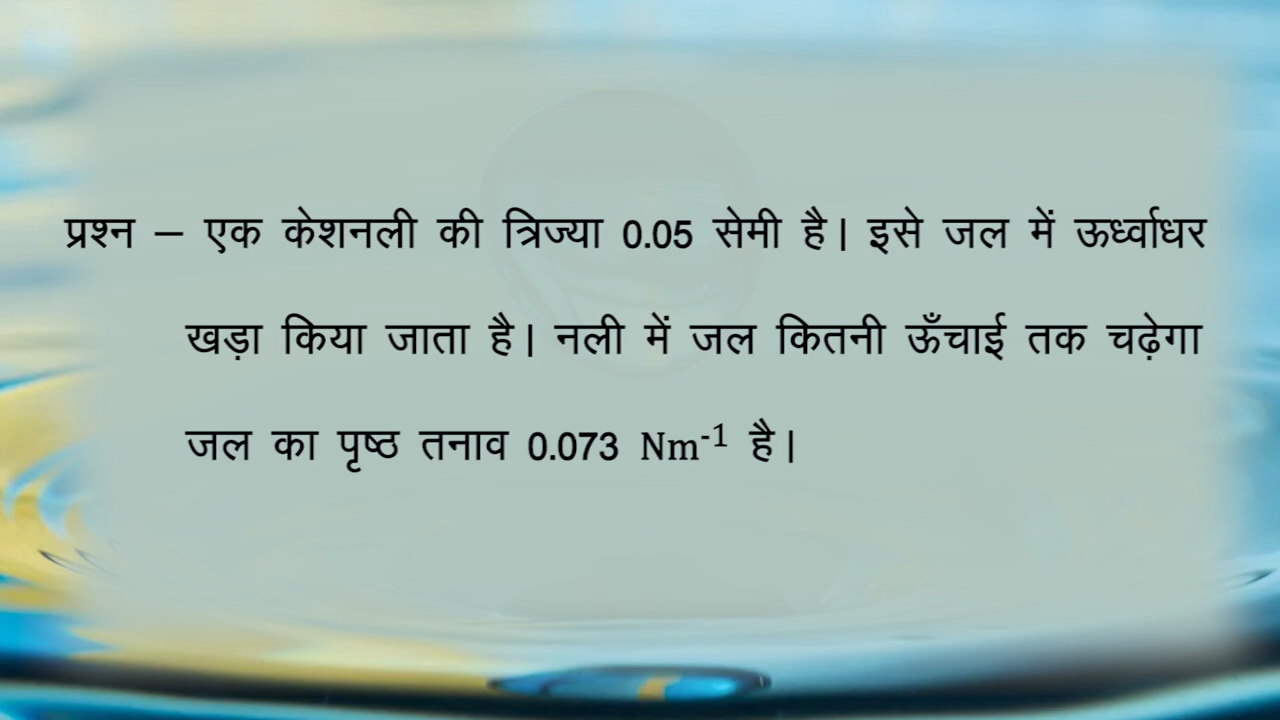 प्रश्न – एक केशनली की त्रिज्या 0.05 सेमी है। इसे जल में ऊर्ध्वाधर
खड़ा किया जाता है। नली में जल कितनी ऊँचाई तक चढ़ेगा
जल का पृष्ठ तनाव 0.073 Nm⁻¹ है।